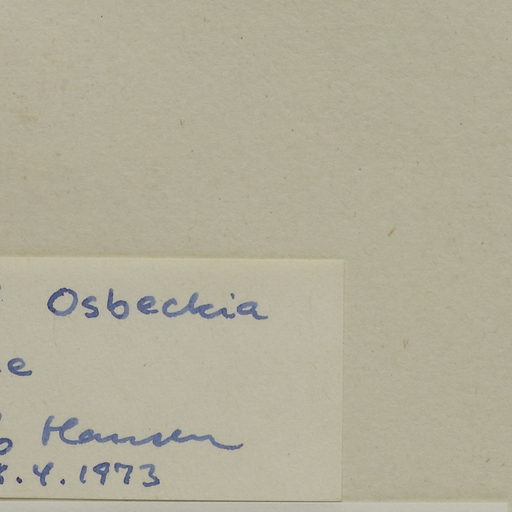 Osbeckia
e
Hansen
.4.1973